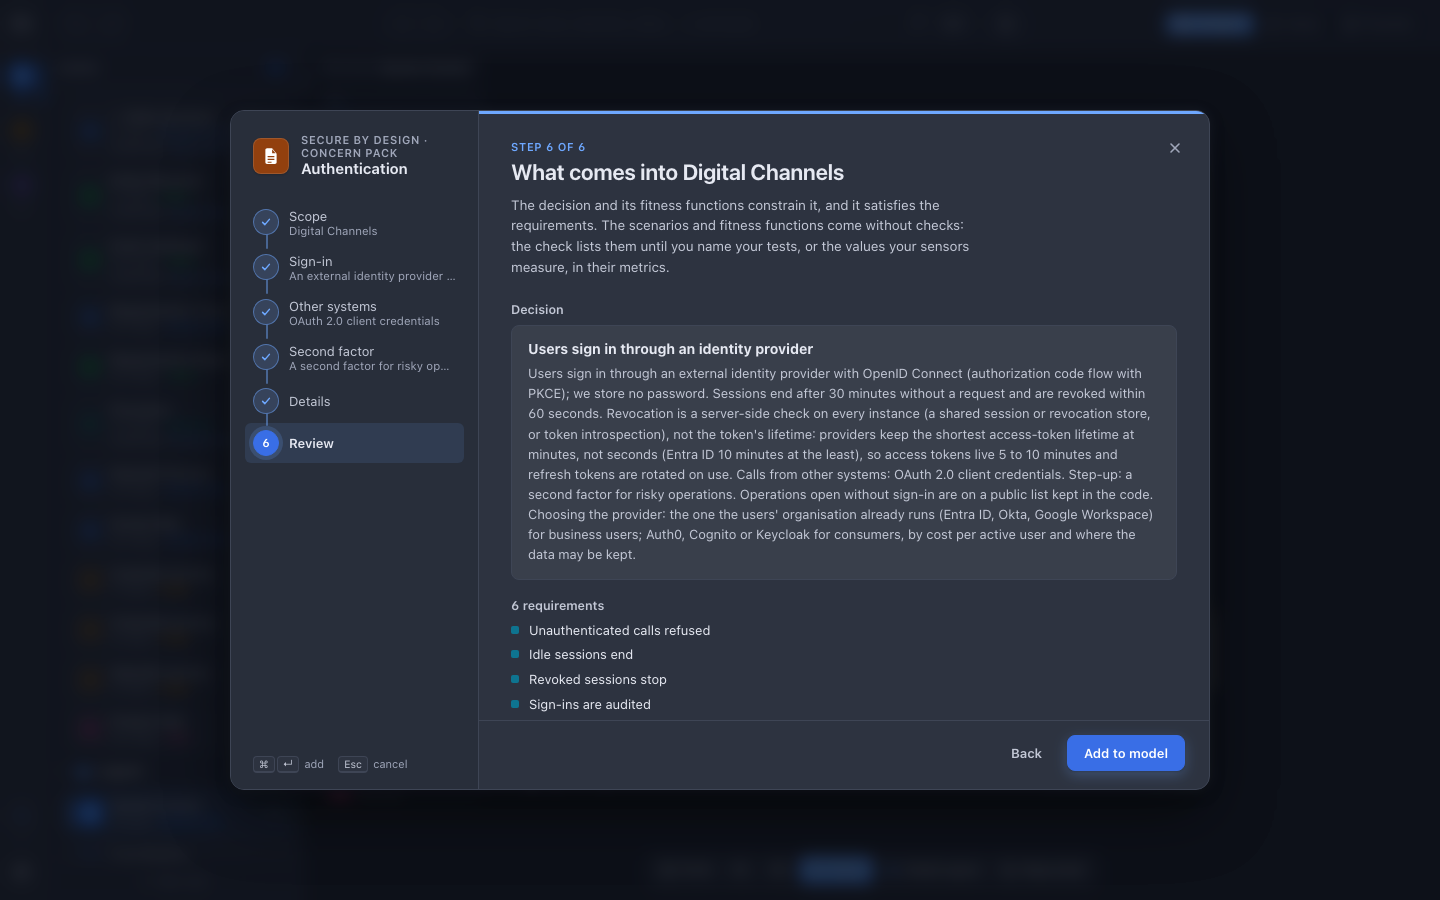 SECURE BY DESIGN ·
CONCERN PACK
Authentication
Scope
Digital Channels
Sign-in
An external identity provider ...
Other systems
OAuth 2.0 client credentials
Second factor
A second factor for risky op...
Details
6
Review
⌘ ↵ add Esc cancel
STEP 6 OF 6
What comes into Digital Channels
The decision and its fitness functions constrain it, and it satisfies the
requirements. The scenarios and fitness functions come without checks:
the check lists them until you name your tests, or the values your sensors
measure, in their metrics.
Decision
Users sign in through an identity provider
Users sign in through an external identity provider with OpenID Connect (authorization code flow with
PKCE); we store no password. Sessions end after 30 minutes without a request and are revoked within
60 seconds. Revocation is a server-side check on every instance (a shared session or revocation store,
or token introspection), not the token's lifetime: providers keep the shortest access-token lifetime at
minutes, not seconds (Entra ID 10 minutes at the least), so access tokens live 5 to 10 minutes and
refresh tokens are rotated on use. Calls from other systems: OAuth 2.0 client credentials. Step-up: a
second factor for risky operations. Operations open without sign-in are on a public list kept in the code.
Choosing the provider: the one the users' organisation already runs (Entra ID, Okta, Google Workspace)
for business users; Auth0, Cognito or Keycloak for consumers, by cost per active user and where the
data may be kept.
6 requirements
Unauthenticated calls refused
Idle sessions end
Revoked sessions stop
Sign-ins are audited
Back
Add to model